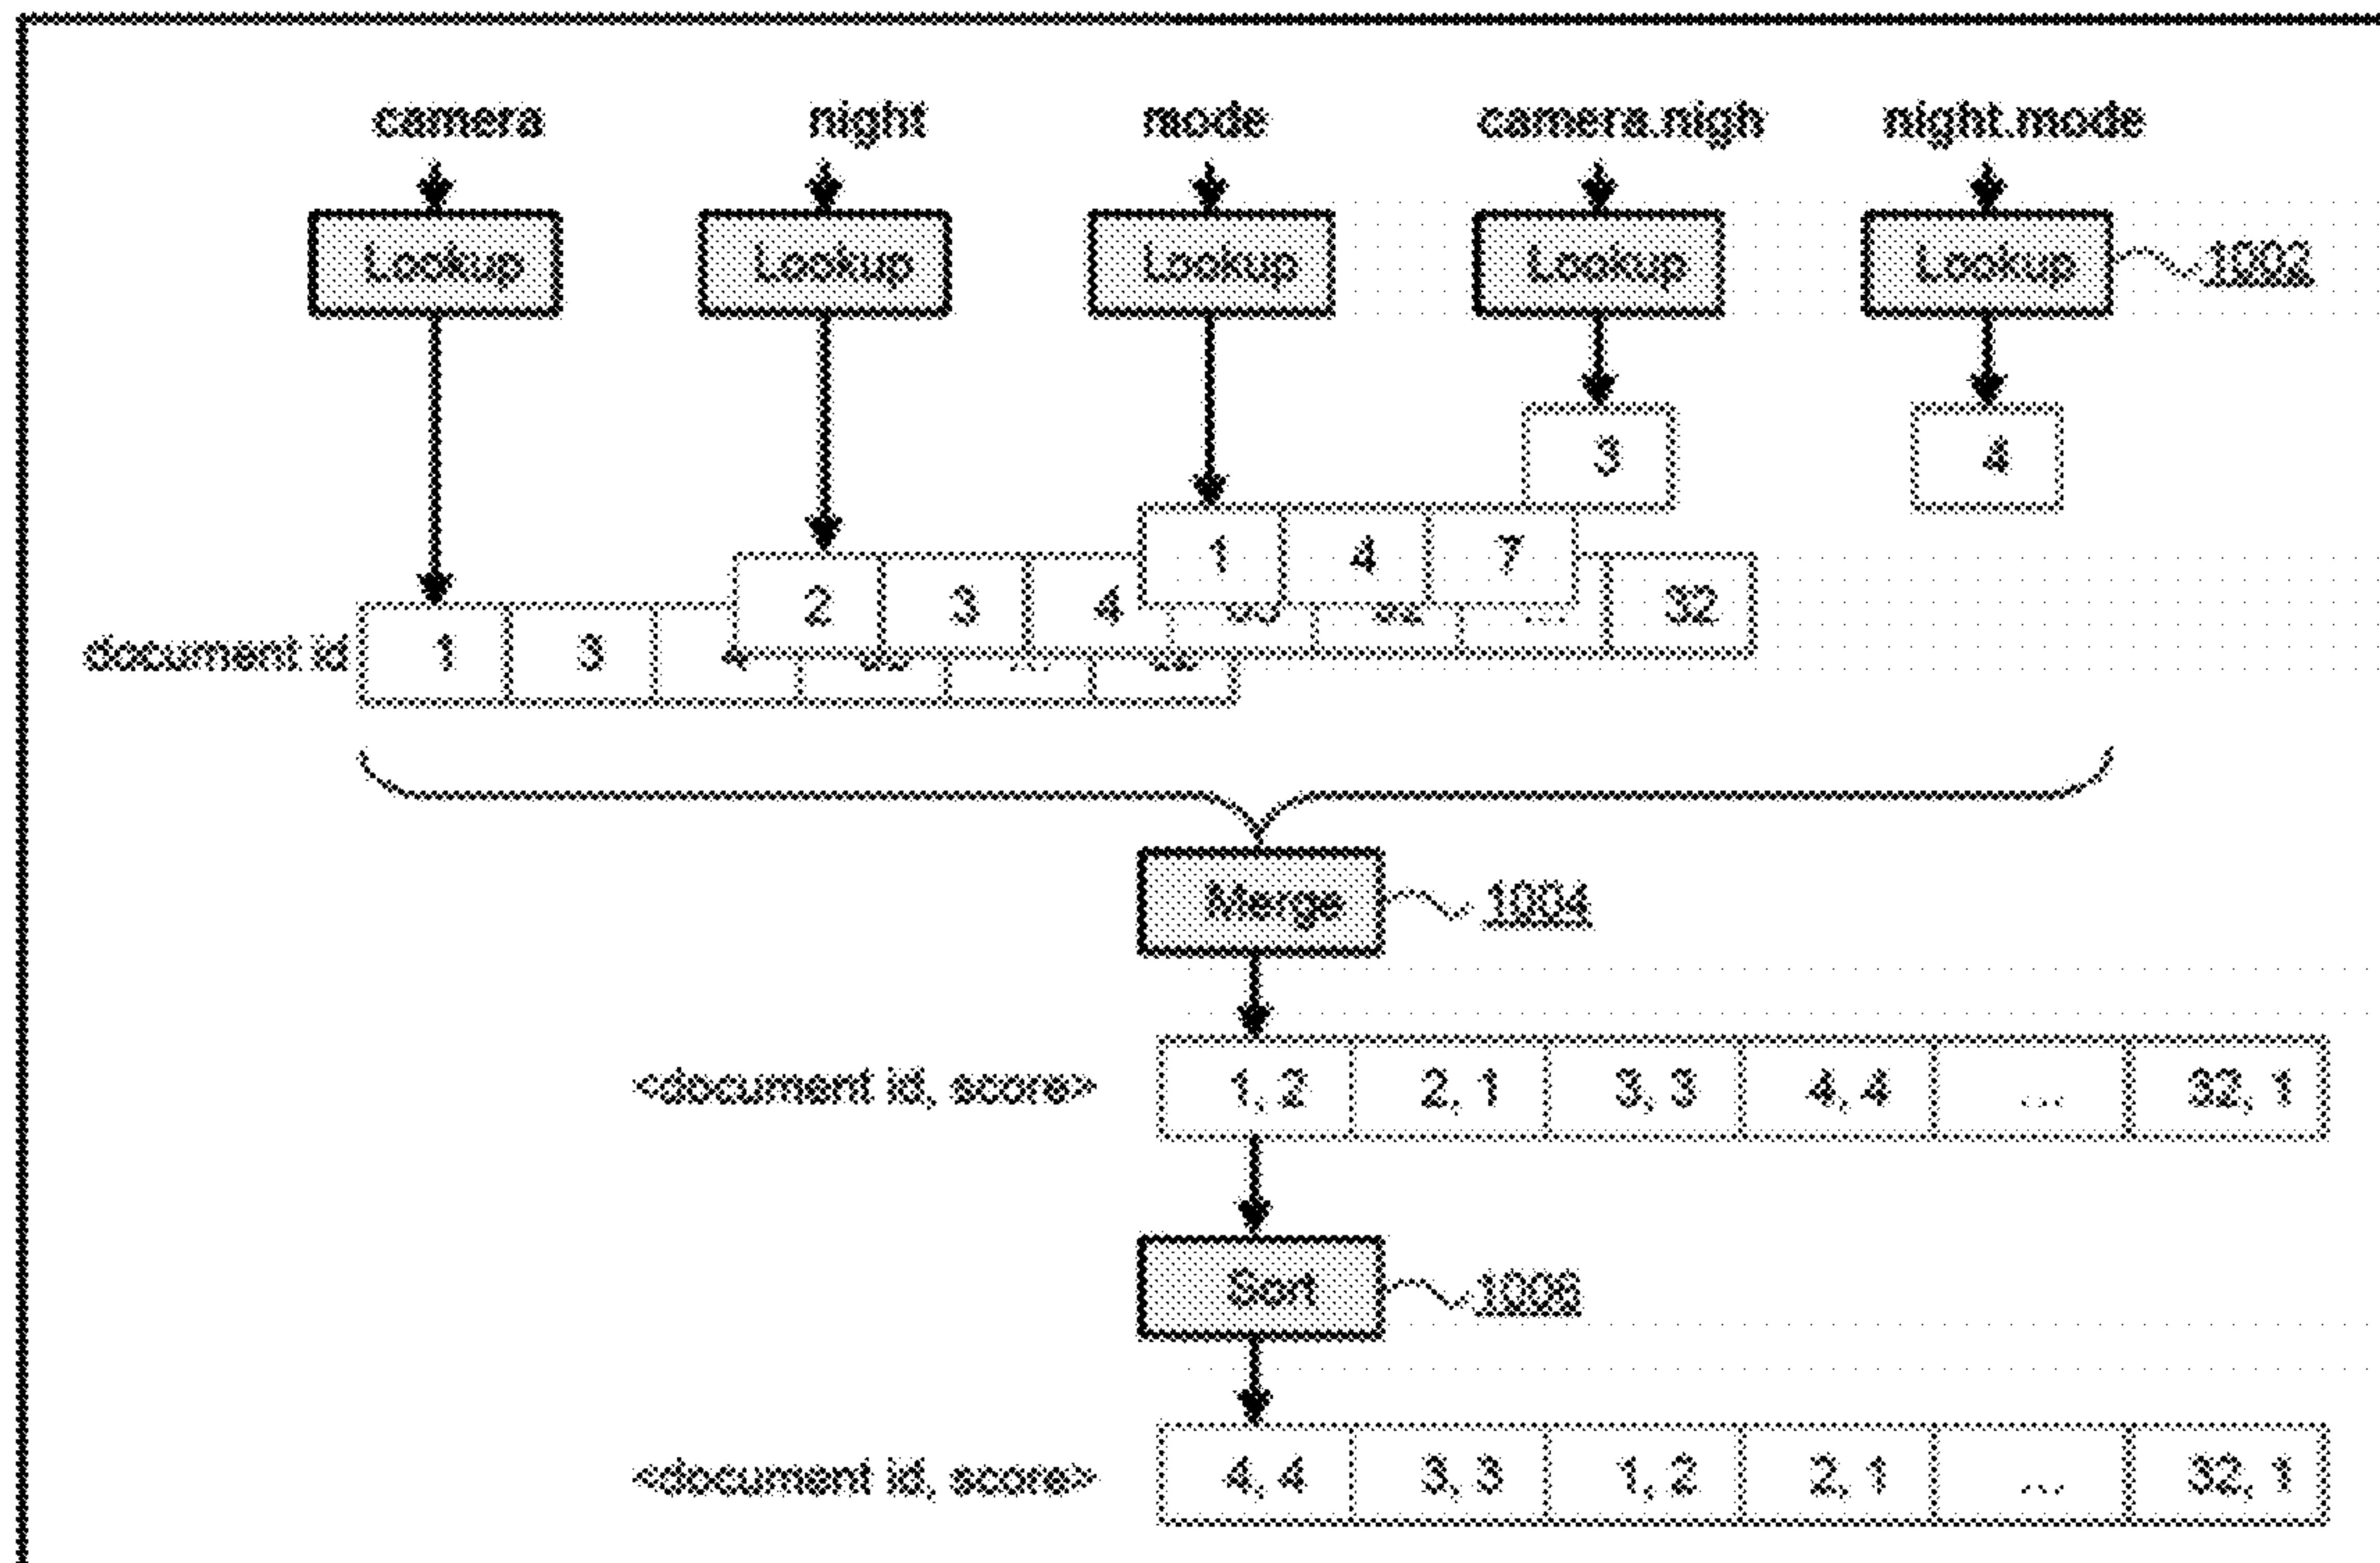 camera night mode camera.nigh night.mode
Lookup Lookup Lookup Lookup Lookup 1002
3 4
1 4 7
2 3 4 ... 32
document id 1 3 4 ...
Merge 1004
<document id, score> 1, 2 2, 1 3, 3 4, 4 ... 32, 1
Sort 1006
<document id, score> 4, 4 3, 3 1, 2 2, 1 ... 32, 1